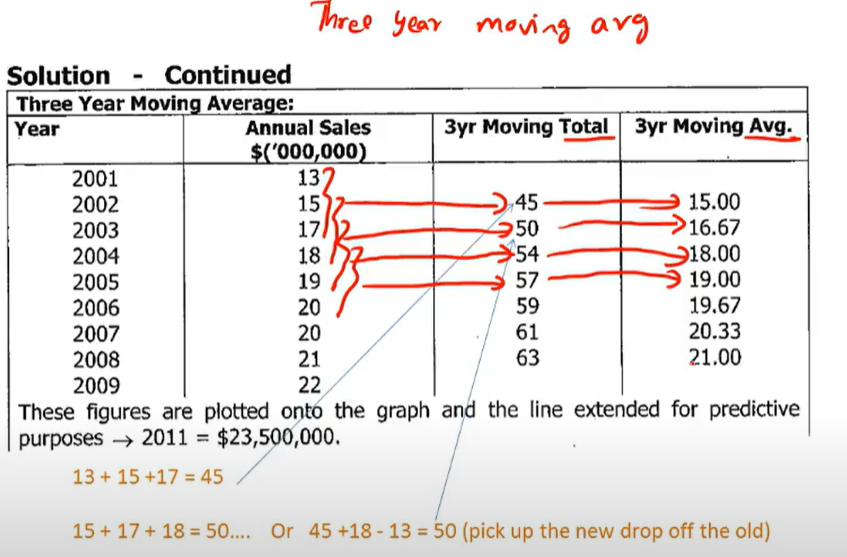 Three year moving avg
Solution - Continued
Three Year Moving Average:
Year Annual Sales 3yr Moving Total 3yr Moving Avg.
$('000,000)
2001 13
2002 15 45 15.00
2003 17 50 16.67
2004 18 54 18.00
2005 19 57 19.00
2006 20 59 19.67
2007 20 61 20.33
2008 21 63 21.00
2009 22
These figures are plotted onto the graph and the line extended for predictive
purposes → 2011 = $23,500,000.
13 + 15 +17 = 45
15 + 17 + 18 = 50.... Or 45 +18 - 13 = 50 (pick up the new drop off the old)